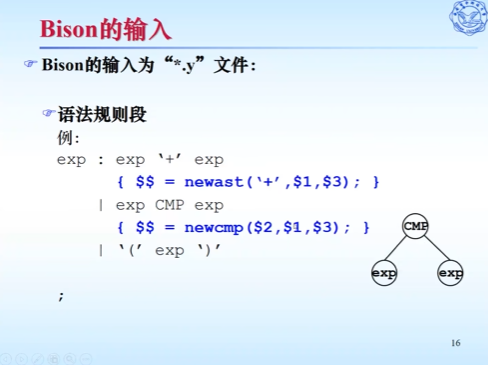 Bison的输入
Bison的输入为“*.y”文件：
语法规则段
例：
exp : exp ‘+’ exp
{ $$ = newast(‘+’,$1,$3); }
| exp CMP exp
{ $$ = newcmp($2,$1,$3); }
| ‘(’ exp ‘)’
;
CMP
exp
exp
16